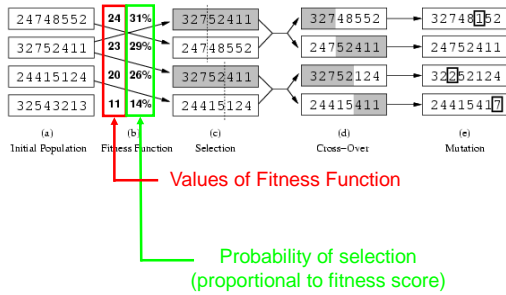 24748552 24 31% 32752411 32748552 32748152
32752411 23 29% 24748552 24752411 24752411
24415124 20 26% 32752411 32752124 32252124
32543213 11 14% 24415124 24415411 24415417
(a) (b) (c) (d) (e)
Initial Population Fitness Function Selection Cross-Over Mutation
Values of Fitness Function
Probability of selection
(proportional to fitness score)